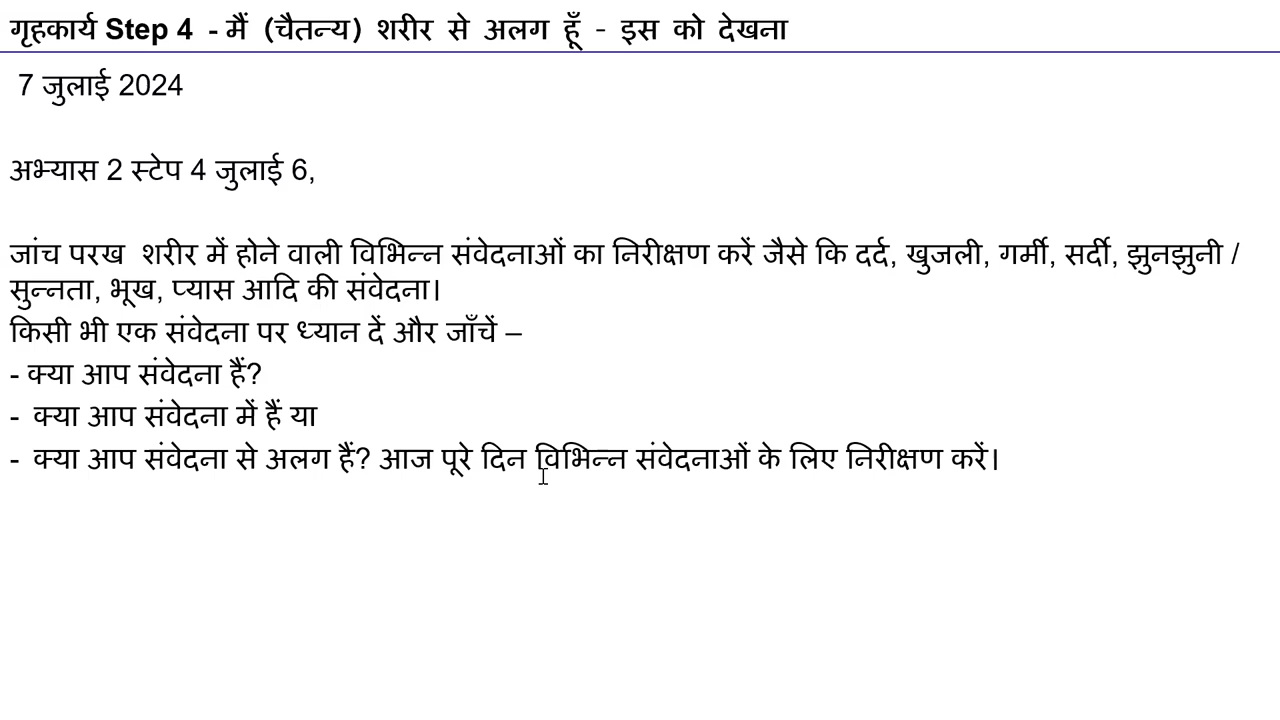 गृहकार्य Step 4 - मैं (चैतन्य) शरीर से अलग हूँ - इस को देखना
7 जुलाई 2024
अभ्यास 2 स्टेप 4 जुलाई 6,
जांच परख शरीर में होने वाली विभिन्न संवेदनाओं का निरीक्षण करें जैसे कि दर्द, खुजली, गर्मी, सर्दी, झुनझुनी /
सुन्नता, भूख, प्यास आदि की संवेदना।
किसी भी एक संवेदना पर ध्यान दें और जाँचें –
- क्या आप संवेदना हैं?
- क्या आप संवेदना में हैं या
- क्या आप संवेदना से अलग हैं? आज पूरे दिन विभिन्न संवेदनाओं के लिए निरीक्षण करें।